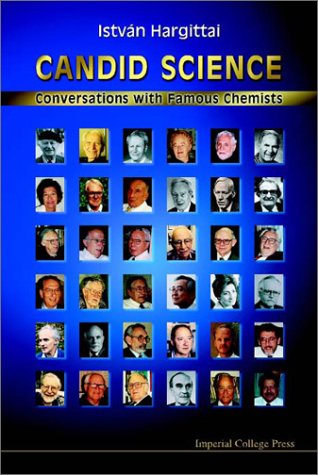 István Hargittai
CANDID SCIENCE
Conversations with Famous Chemists
Imperial College Press